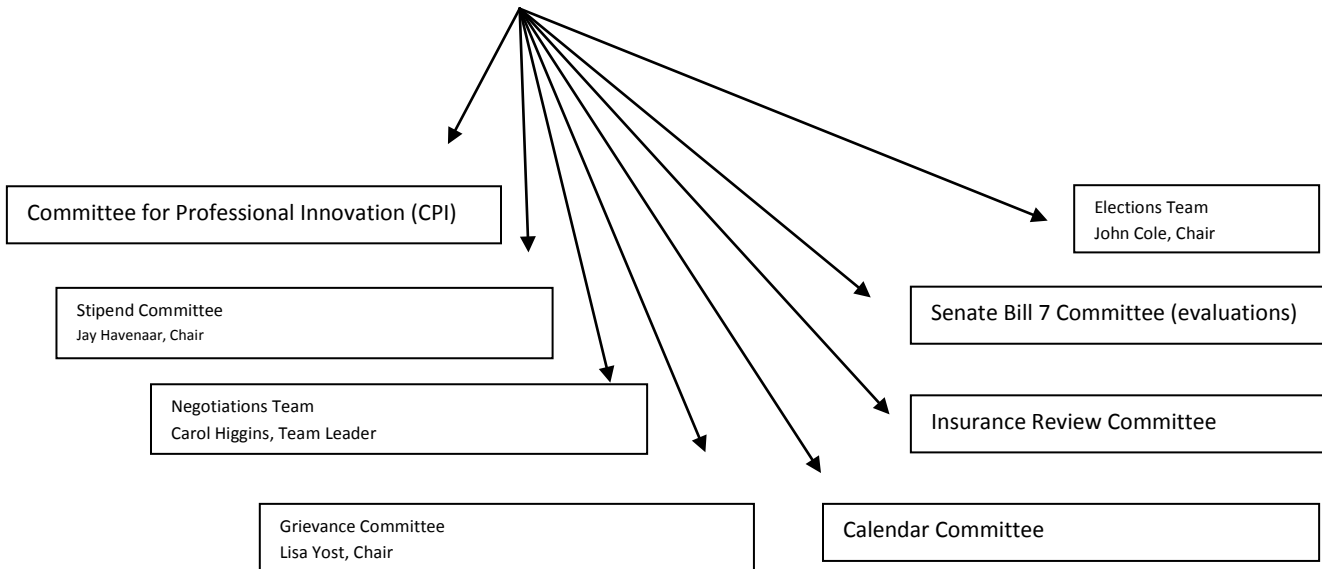 Committee for Professional Innovation (CPI)
Elections Team
John Cole, Chair
Stipend Committee
Jay Havenaar, Chair
Senate Bill 7 Committee (evaluations)
Negotiations Team
Carol Higgins, Team Leader
Insurance Review Committee
Grievance Committee
Lisa Yost, Chair
Calendar Committee